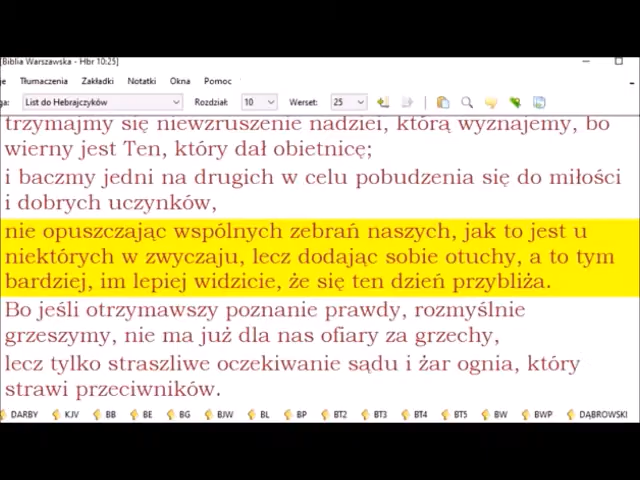 [Biblia Warszawska - Hbr 10:25]
Tłumaczenia Zakładki Notatki Okna Pomoc
List do Hebrajczyków Rozdział: 10 Werset: 25
trzymajmy się niewzruszenie nadziei, którą wyznajemy, bo
wierny jest Ten, który dał obietnicę;
i baczmy jedni na drugich w celu pobudzenia się do miłości
i dobrych uczynków,
nie opuszczając wspólnych zebrań naszych, jak to jest u
niektórych w zwyczaju, lecz dodając sobie otuchy, a to tym
bardziej, im lepiej widzicie, że się ten dzień przybliża.
Bo jeśli otrzymawszy poznanie prawdy, rozmyślnie
grzeszymy, nie ma już dla nas ofiary za grzechy,
lecz tylko straszliwe oczekiwanie sądu i żar ognia, który
strawi przeciwników.
DARBY KJV BB BE BG BJW BL BP BT2 BT3 BT4 BT5 BW BWP DĄBROWSKI